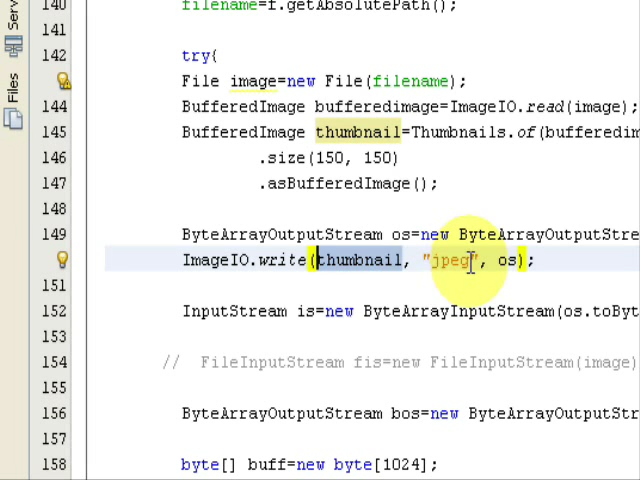 140 filename=f.getAbsolutePath();
141
142 try{
File image=new File(filename);
144 BufferedImage bufferedimage=ImageIO.read(image);
145 BufferedImage thumbnail=Thumbnails.of(bufferedim
146 .size(150, 150)
147 .asBufferedImage();
148
149 ByteArrayOutputStream os=new ByteArrayOutputStre
ImageIO.write(thumbnail, "jpeg", os);
151
152 InputStream is=new ByteArrayInputStream(os.toByt
153
154 // FileInputStream fis=new FileInputStream(image)
155
156 ByteArrayOutputStream bos=new ByteArrayOutputStr
157
158 byte[] buff=new byte[1024];
Serv
Files